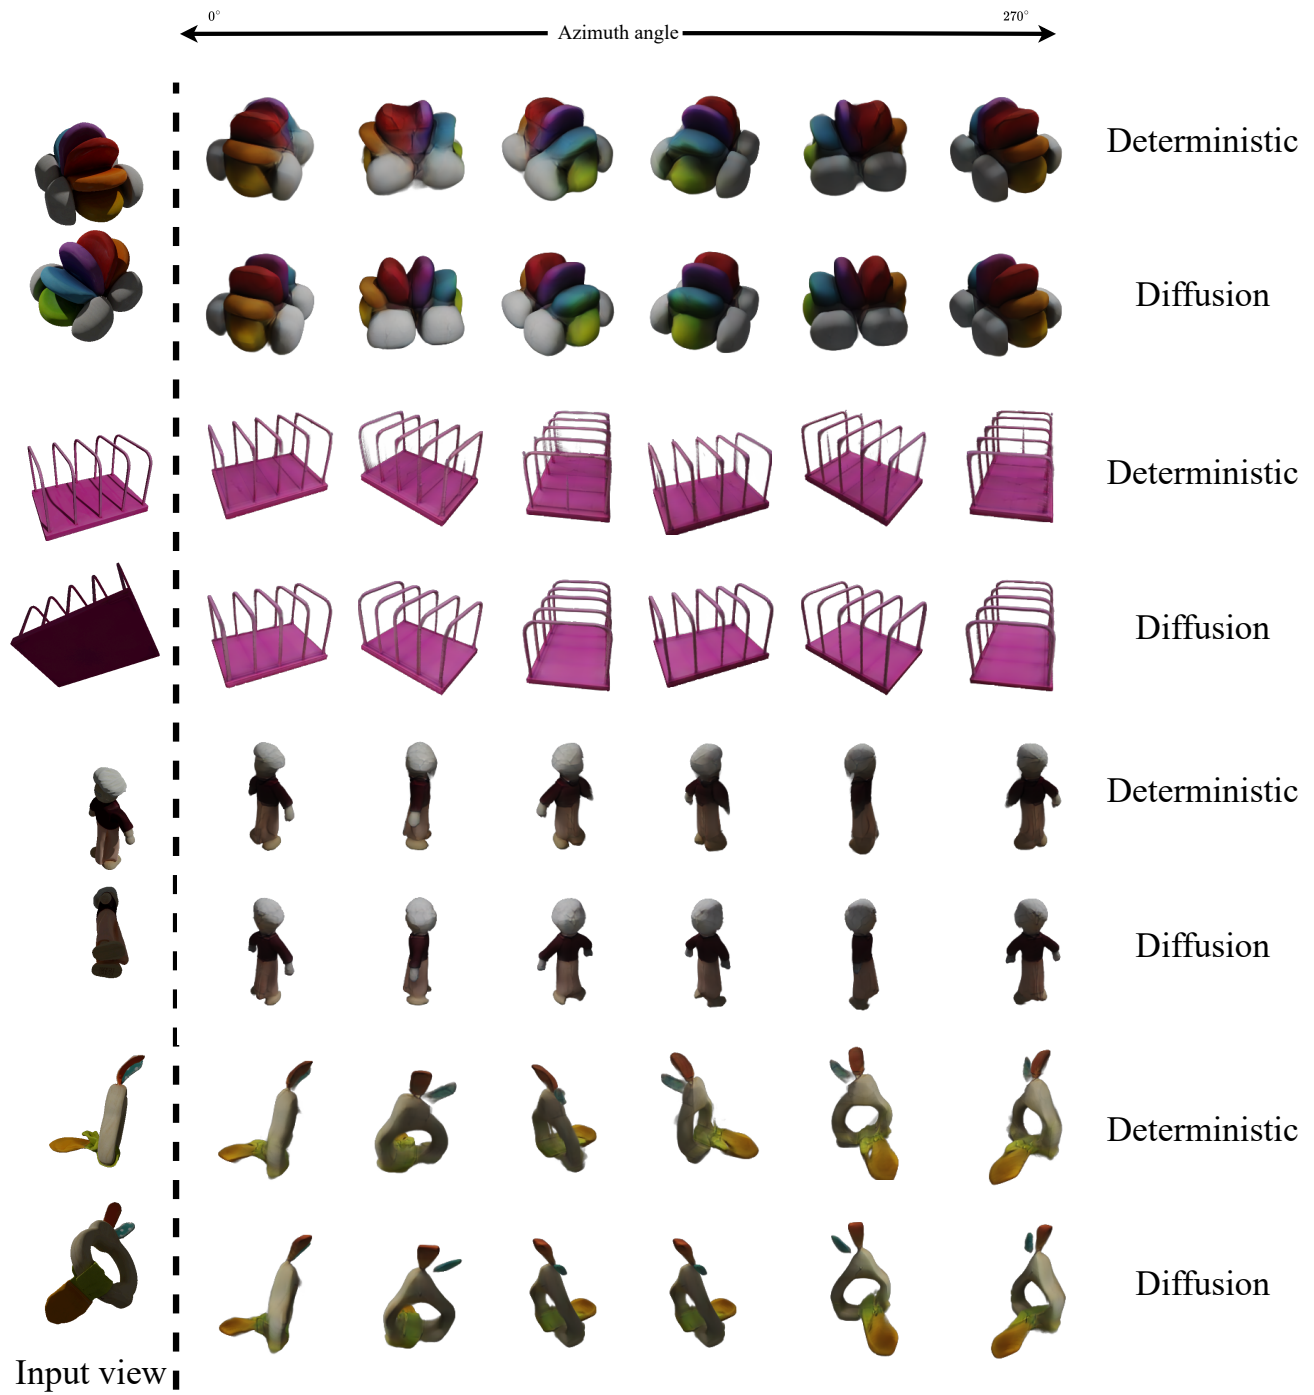 0° 270°
Azimuth angle
Deterministic
Diffusion
Deterministic
Diffusion
Deterministic
Diffusion
Deterministic
Diffusion
Input view